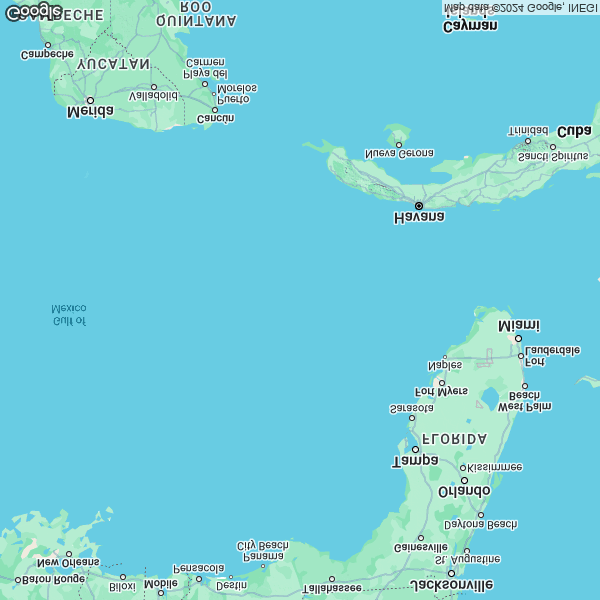 Google
CAMPECHE
Campeche
YUCATAN
QUINTANA
ROO
Merida
Valladolid
Playa del
Carmen
Puerto
Morelos
Cancún
Map data ©2024 Google, INEGI
Cayman
Islands
Nueva Gerona
Trinidad
Cuba
Sancti Spiritus
Havana
Gulf of
Mexico
Miami
Fort
Lauderdale
Naples
Fort Myers
West Palm
Beach
Sarasota
FLORIDA
Tampa
Kissimmee
Orlando
Daytona Beach
Gainesville
St. Augustine
Panama
City Beach
New Orleans
Pensacola
Baton Rouge
Biloxi
Mobile
Destin
Tallahassee
Jacksonville